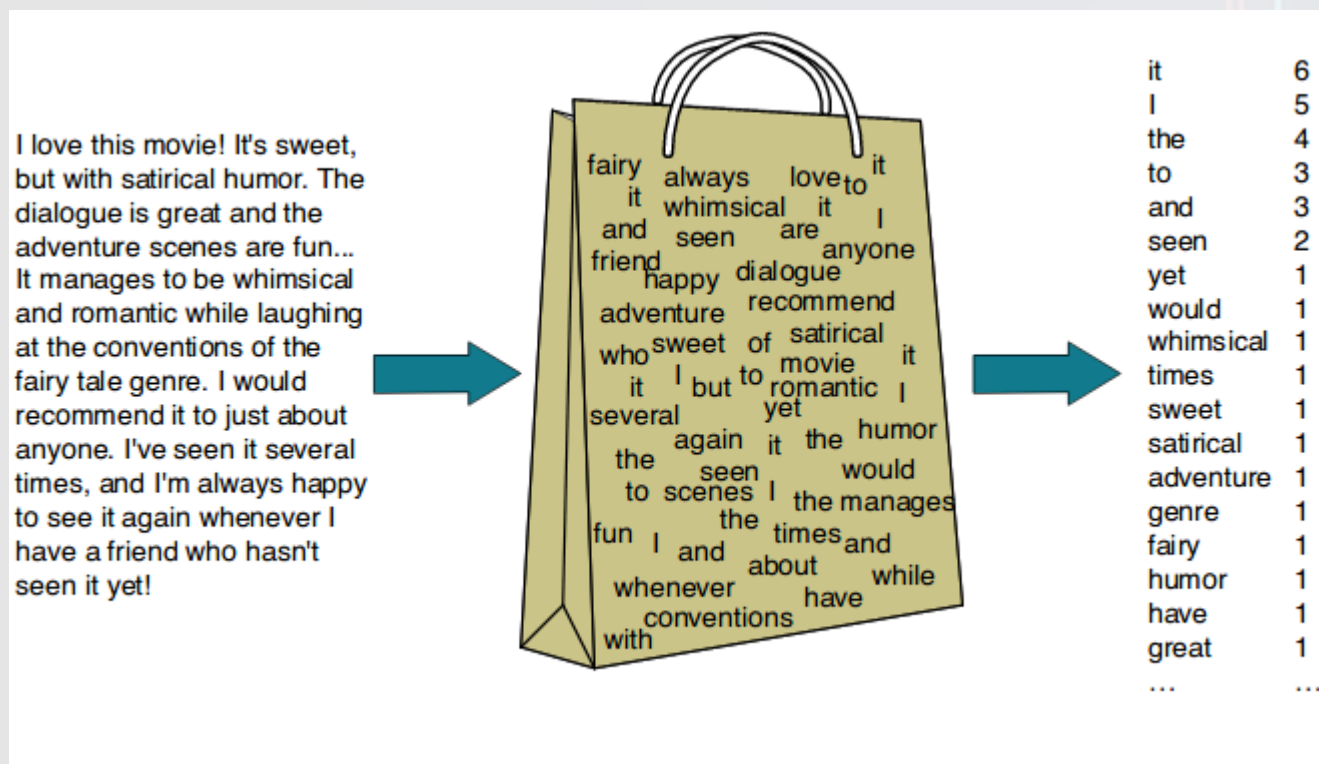 I love this movie! It's sweet,
but with satirical humor. The
dialogue is great and the
adventure scenes are fun...
It manages to be whimsical
and romantic while laughing
at the conventions of the
fairy tale genre. I would
recommend it to just about
anyone. I've seen it several
times, and I'm always happy
to see it again whenever I
have a friend who hasn't
seen it yet!
fairy always love to it
it whimsical it I
and seen are anyone
friend happy dialogue
adventure recommend
who sweet of satirical movie it
it I but to romantic I
several yet
again it the humor
the seen would
to scenes I the manages
fun I and the times and
about while
whenever have
conventions
with
it 6
I 5
the 4
to 3
and 3
seen 2
yet 1
would 1
whimsical 1
times 1
sweet 1
satirical 1
adventure 1
genre 1
fairy 1
humor 1
have 1
great 1
... ...